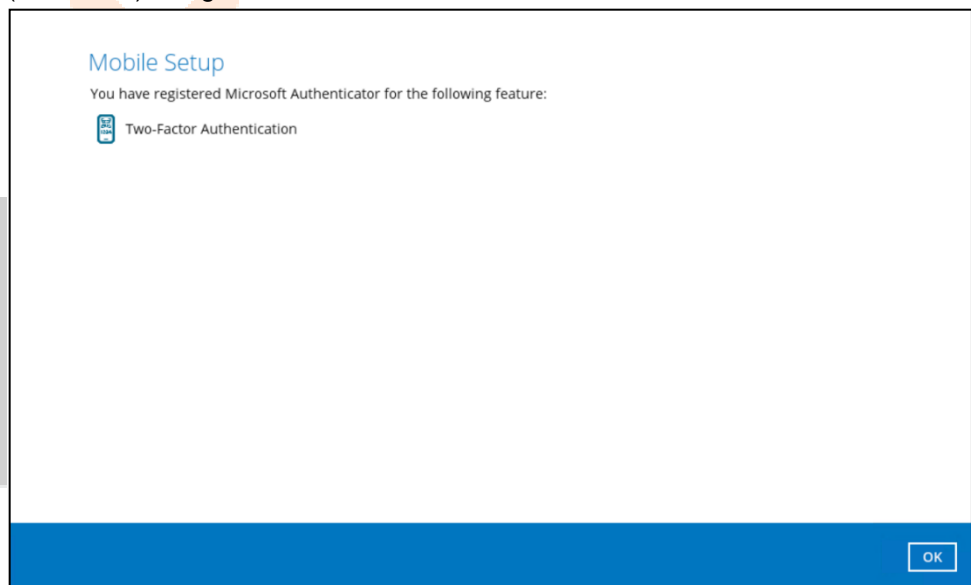 Mobile Setup
You have registered Microsoft Authenticator for the following feature:
Two-Factor Authentication
OK